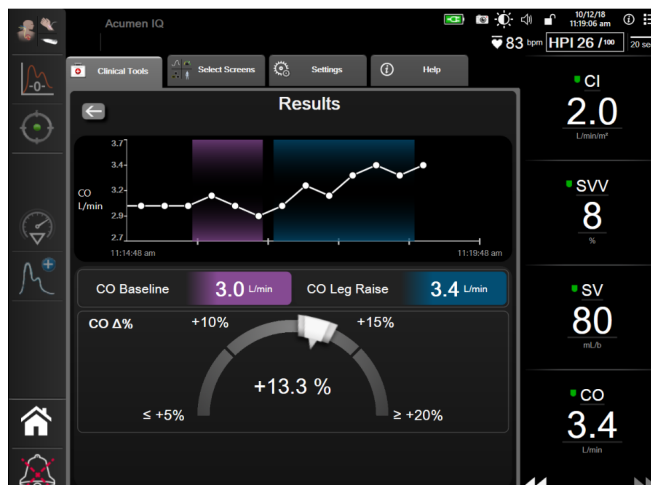 Acumen IQ
10/12/18
11:19:06 am
83 bpm HPI 26 /100 20 sec
Clinical Tools Select Screens Settings Help
-0-
Results
CI
2.0
L/min/m²
3.7
3.4
CO
L/min
3.2
2.9
2.7
11:14:48 am 11:19:48 am
SVV
8
%
CO Baseline 3.0 L/min CO Leg Raise 3.4 L/min
SV
80
mL/b
CO Δ%
+10% +15%
+13.3 %
≤ +5% ≥ +20%
CO
3.4
L/min